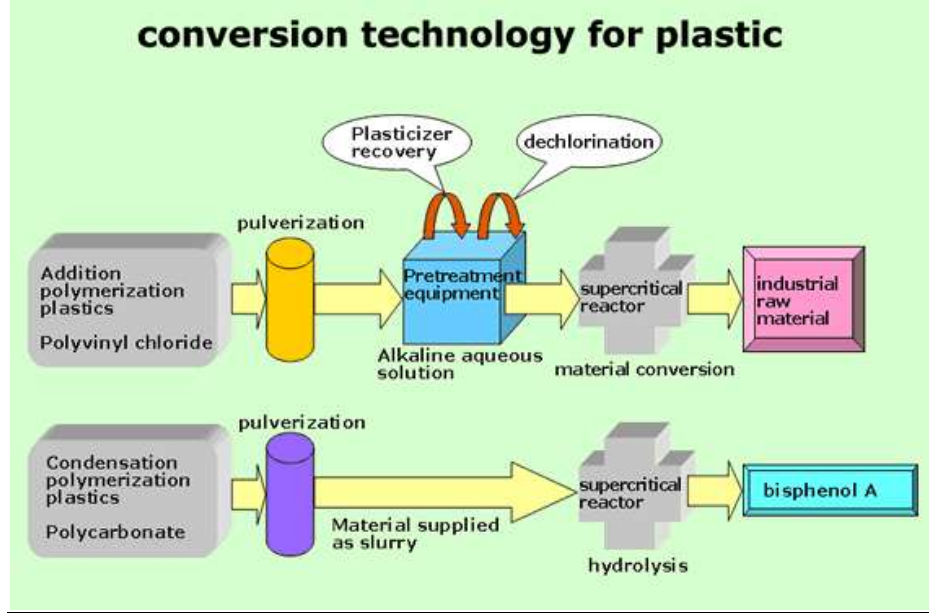 conversion technology for plastic
Plasticizer
recovery
dechlorination
pulverization
Addition
polymerization
plastics
Polyvinyl chloride
Pretreatment
equipment
Alkaline aqueous
solution
supercritical
reactor
material conversion
industrial
raw
material
pulverization
Condensation
polymerization
plastics
Polycarbonate
Material supplied
as slurry
supercritical
reactor
hydrolysis
bisphenol A